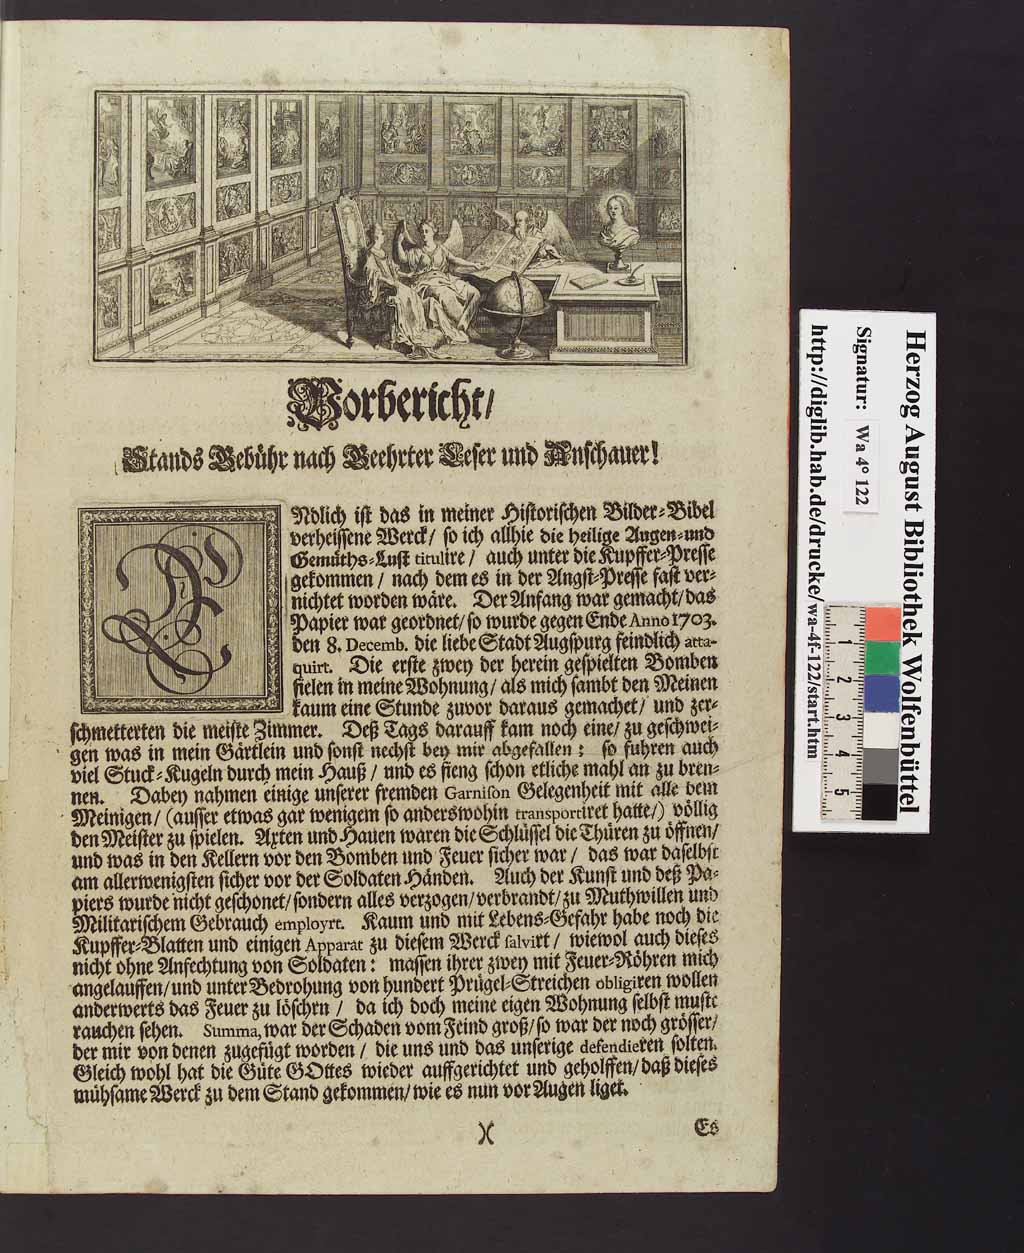 Vorbericht/
Stands Gebühr nach Geehrter Leser und Anschauer!
ENdlich ist das in meiner Historischen Bilder-Bibel
verheissene Werck/ so ich allhie die heilige Augen- und
Gemüths-Lust titulire/ auch unter die Kupffer-Presse
gekommen/ nach dem es in der Angst-Presse fast ver-
nichtet worden wäre. Der Anfang war gemacht/ das
Papier war geordnet/ so wurde gegen Ende Anno 1703.
den 8. Decemb. die liebe Stadt Augspurg feindlich atta-
quirt. Die erste zwey der herein gespielten Bomben
fielen in meine Wohnung/ als mich sambt den Meinen
kaum eine Stunde zuvor daraus gemachet/ und zer-
schmetterten die meiste Zimmer. Deß Tags darauff kam noch eine/ zu geschwei-
gen was in mein Gärtlein und sonst nechst bey mir abgefallen: so fuhren auch
viel Stuck-Kugeln durch mein Hauß/ und es fieng schon etliche mahl an zu bren-
nen. Dabey nahmen einige unserer fremden Garnison Gelegenheit mit alle dem
Meinigen/ (ausser etwas gar wenigem so anderswohin transportiret hatte/) völlig
den Meister zu spielen. Axten und Hauen waren die Schlüssel die Thüren zu öffnen/
und was in den Kellern vor den Bomben und Feuer sicher war/ das war daselbst
am allerwenigsten sicher vor der Soldaten Händen. Auch der Kunst und deß Pa-
piers wurde nicht geschonet/ sondern alles verzogen/ verbrandt/ zu Muthwillen und
Militarischem Gebrauch employrt. Kaum und mit Lebens-Gefahr habe noch die
Kupffer-Blatten und einigen Apparat zu diesem Werck salvirt/ wiewol auch dieses
nicht ohne Anfechtung von Soldaten: massen ihrer zwey mit Feuer-Röhren mich
angelauffen/ und unter Bedrohung von hundert Prügel-Streichen obligiren wollen
anderwerts das Feuer zu löschrn/ da ich doch meine eigen Wohnung selbst muste
rauchen sehen. Summa, war der Schaden vom Feind groß/ so war der noch grösser/
der mir von denen zugefügt worden/ die uns und das unserige defendieren solten.
Gleich wohl hat die Güte GOttes wieder auffgerichtet und geholffen/ daß dieses
mühsame Werck zu dem Stand gekommen/ wie es nun vor Augen liget.
)( Es
Herzog August Bibliothek Wolfenbüttel
Signatur: Wa 4° 122
http://diglib.hab.de/drucke/wa-4f-122/start.htm
1 2 3 4 5